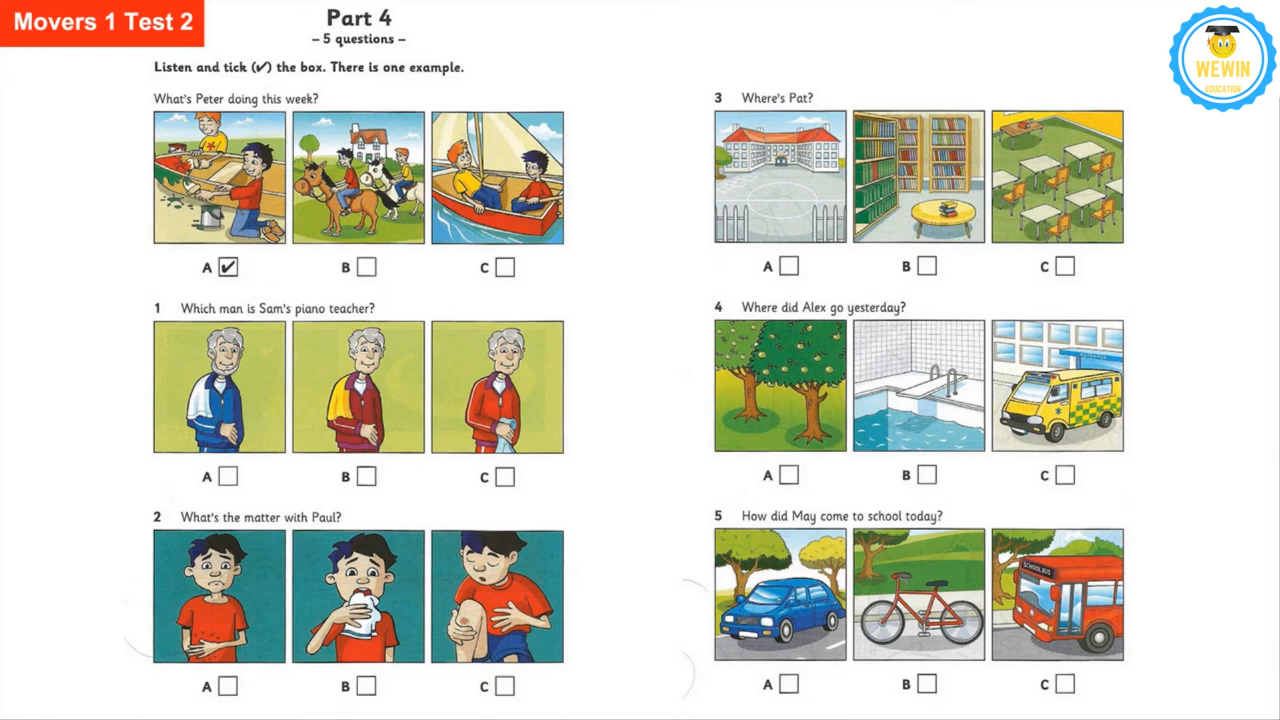 Movers 1 Test 2
Part 4
– 5 questions –
Listen and tick (✔) the box. There is one example.
What's Peter doing this week?
A ✔ B C
1 Which man is Sam's piano teacher?
A B C
2 What's the matter with Paul?
A B C
WEWIN
EDUCATION
3 Where's Pat?
A B C
4 Where did Alex go yesterday?
A B C
5 How did May come to school today?
SCHOOL BUS
A B C